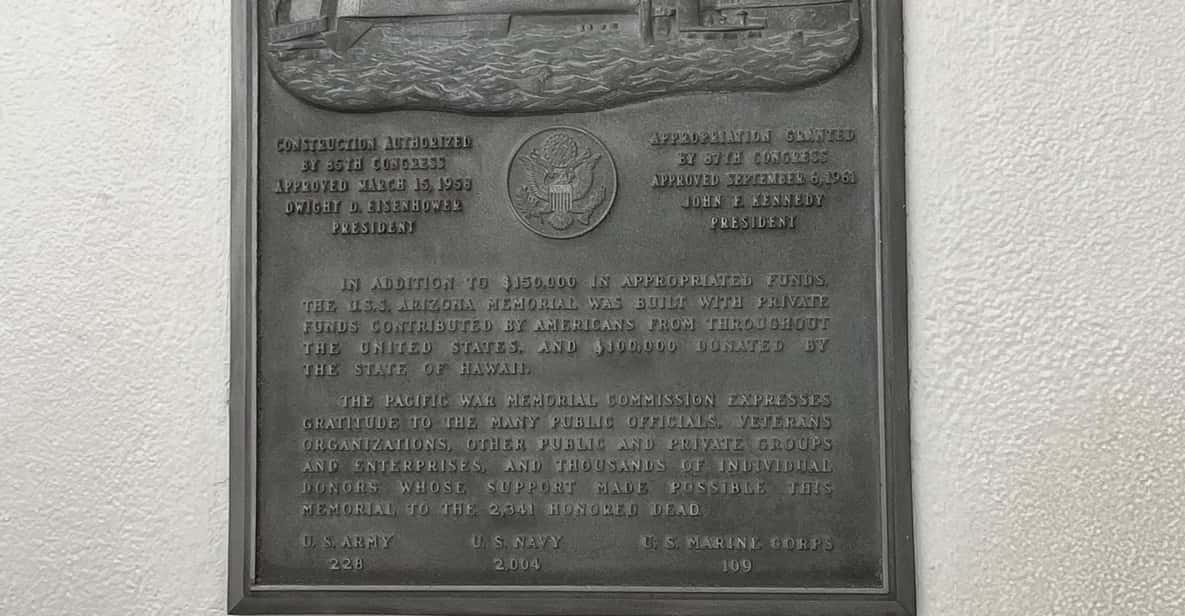 CONSTRUCTION AUTHORIZED
BY 85TH CONGRESS
APPROVED MARCH 15, 1958
DWIGHT D. EISENHOWER
PRESIDENT
APPROPRIATION GRANTED
BY 87TH CONGRESS
APPROVED SEPTEMBER 6, 1961
JOHN F. KENNEDY
PRESIDENT
IN ADDITION TO $150,000 IN APPROPRIATED FUNDS,
THE U.S.S. ARIZONA MEMORIAL WAS BUILT WITH PRIVATE
FUNDS CONTRIBUTED BY AMERICANS FROM THROUGHOUT
THE UNITED STATES, AND $100,000 DONATED BY
THE STATE OF HAWAII.
THE PACIFIC WAR MEMORIAL COMMISSION EXPRESSES
GRATITUDE TO THE MANY PUBLIC OFFICIALS, VETERANS
ORGANIZATIONS, OTHER PUBLIC AND PRIVATE GROUPS
AND ENTERPRISES, AND THOUSANDS OF INDIVIDUAL
DONORS WHOSE SUPPORT MADE POSSIBLE THIS
MEMORIAL TO THE 2,341 HONORED DEAD
U. S. ARMY U. S. NAVY U. S. MARINE CORPS
228 2,004 109